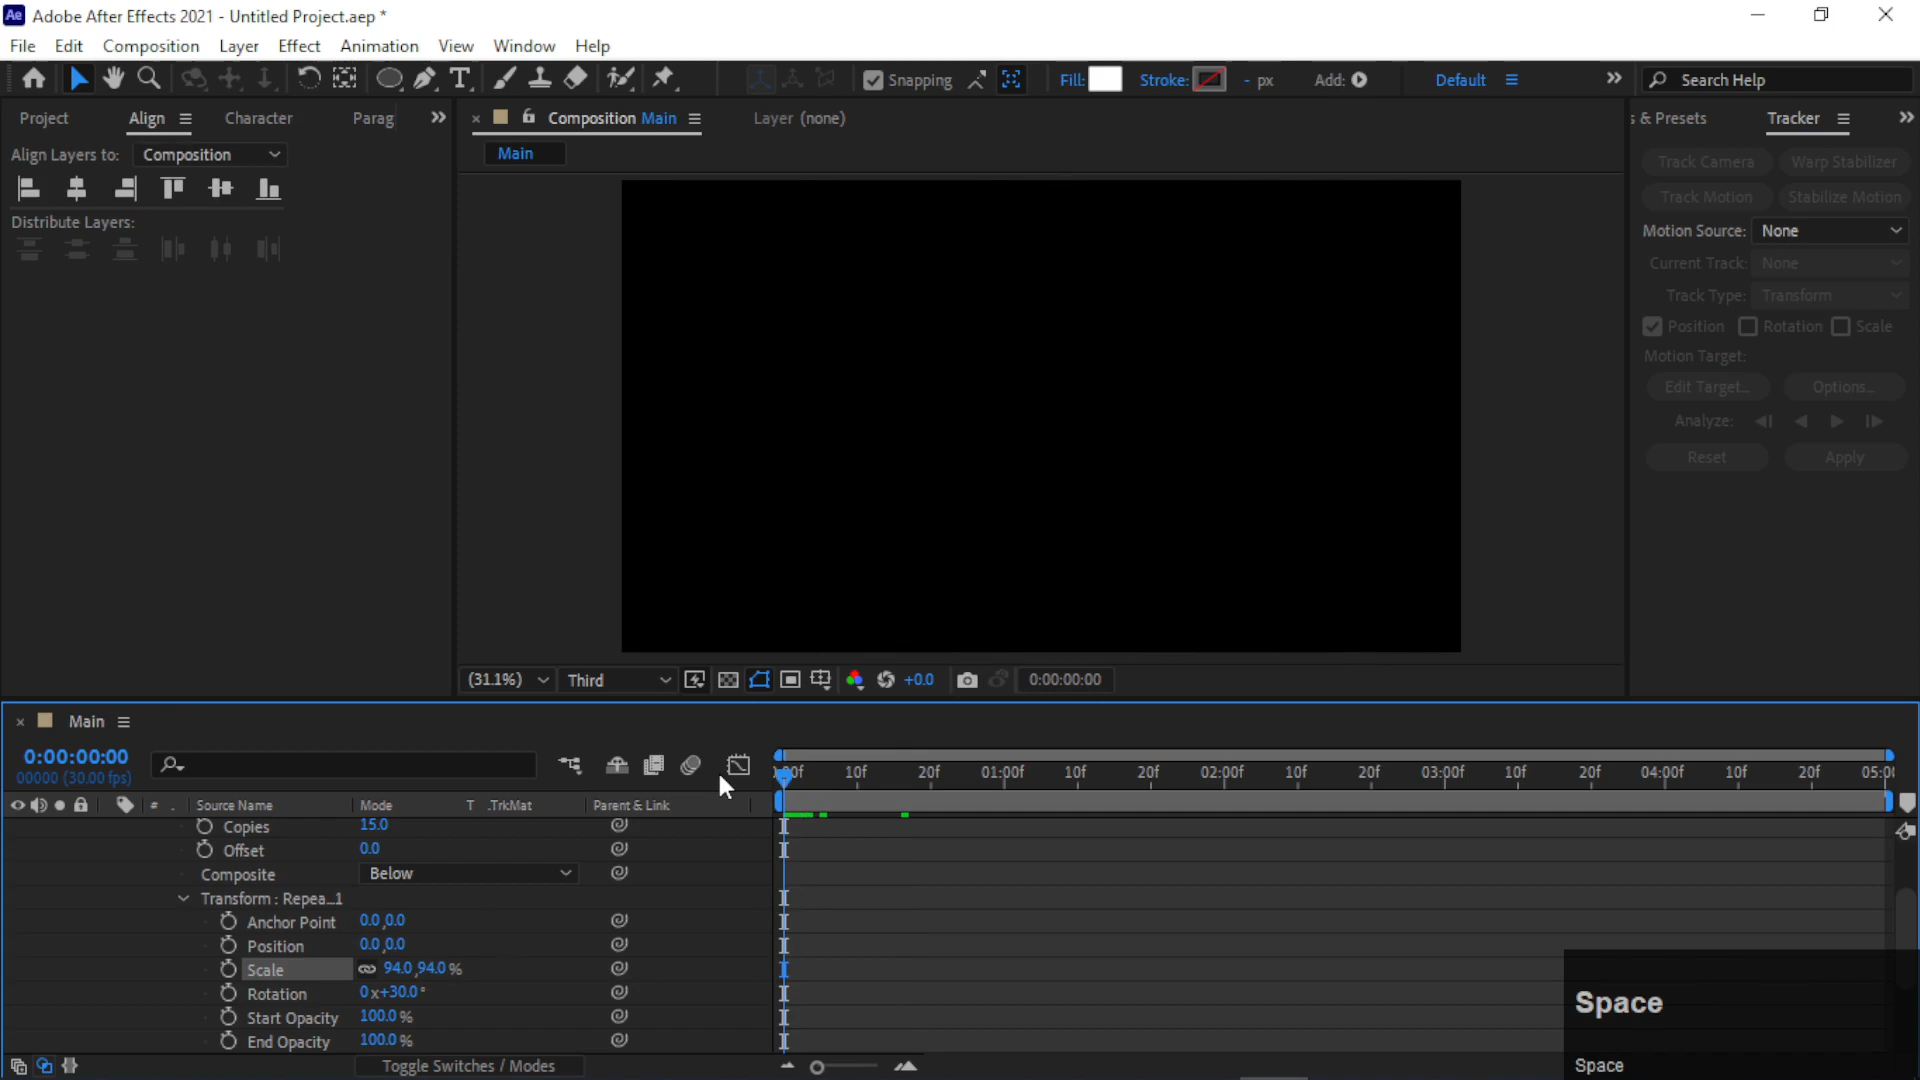 Ae Adobe After Effects 2021 - Untitled Project.aep *
File Edit Composition Layer Effect Animation View Window Help
Snapping Fill: Stroke: - px Add: Default Search Help
Project Align Character Parag Composition Main Layer (none) s & Presets Tracker
Align Layers to: Composition
Main
Track Camera Warp Stabilizer
Track Motion Stabilize Motion
Distribute Layers:
Motion Source: None
Current Track: None
Track Type: Transform
Position Rotation Scale
Motion Target:
Edit Target... Options...
Analyze:
Reset Apply
(31.1%) Third +0.0 0:00:00:00
Main
0:00:00:00
00000 (30.00 fps)
00f 10f 20f 01:00f 10f 20f 02:00f 10f 20f 03:00f 10f 20f 04:00f 10f 20f 05:00
# . Source Name Mode T .TrkMat Parent & Link
Copies 15.0
Offset 0.0
Composite Below
Transform : Repea...1
Anchor Point 0.0,0.0
Position 0.0,0.0
Scale 94.0,94.0%
Rotation 0x+30.0°
Start Opacity 100.0%
End Opacity 100.0%
Toggle Switches / Modes
Space
Space